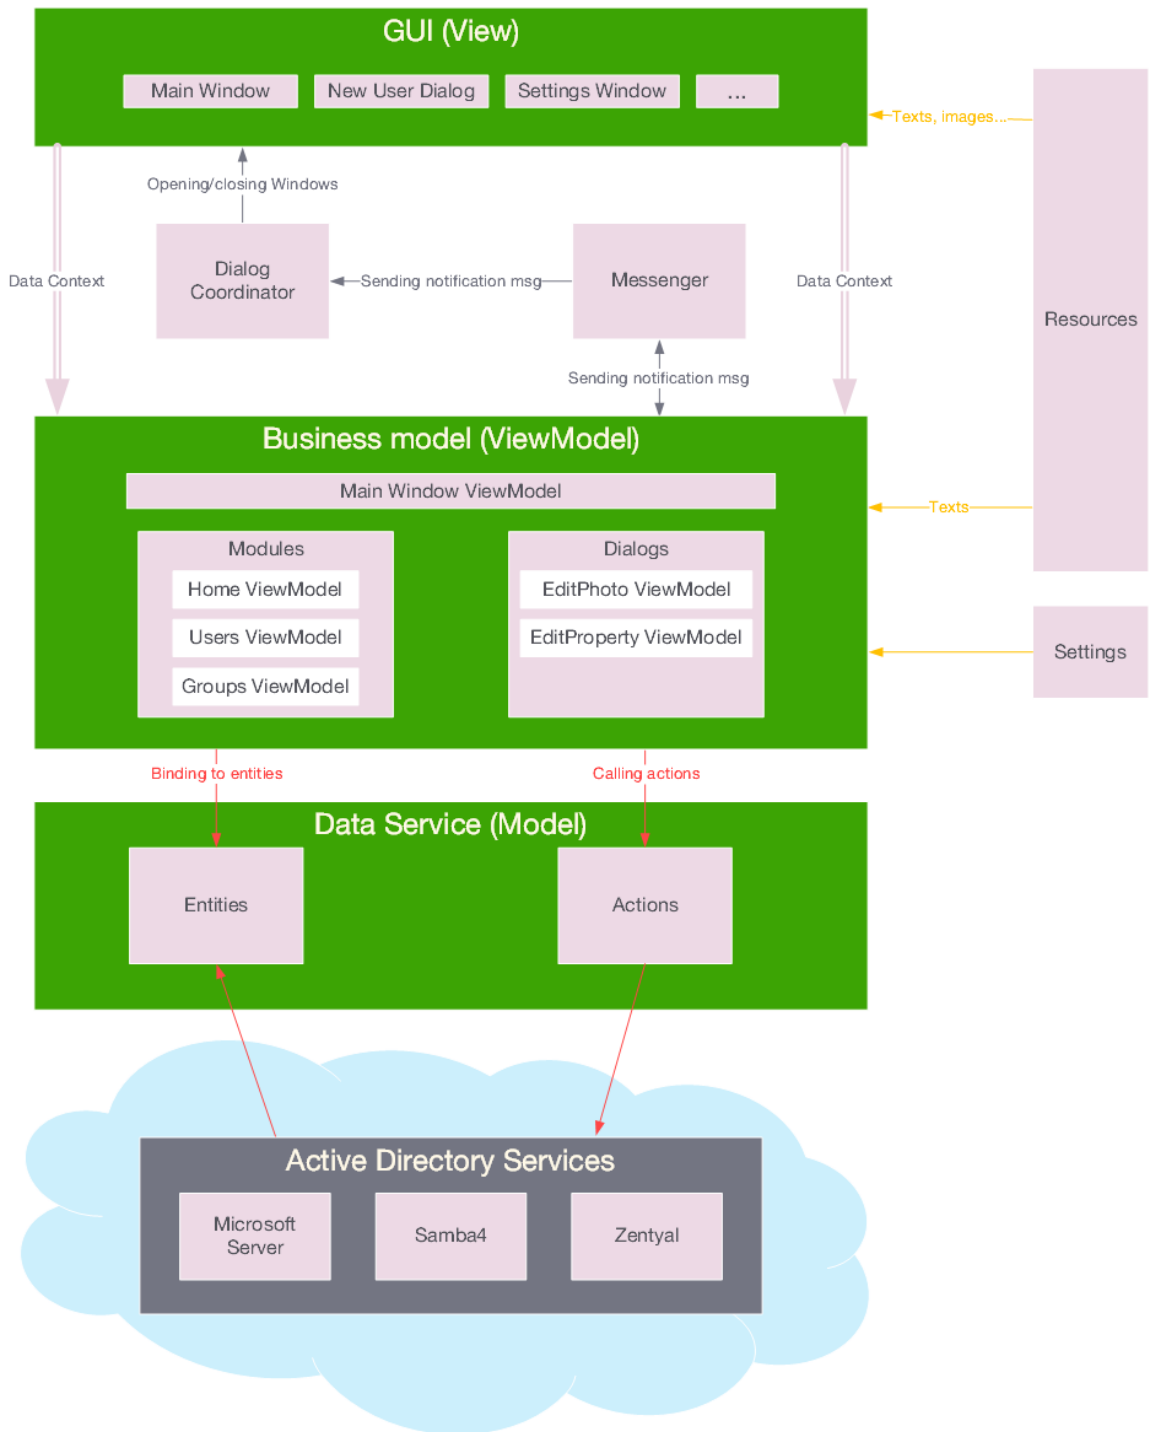 GUI (View)
Main Window
New User Dialog
Settings Window
...
Texts, images...
Opening/closing Windows
Data Context
Dialog
Coordinator
Sending notification msg
Messenger
Data Context
Resources
Sending notification msg
Business model (ViewModel)
Main Window ViewModel
Texts
Modules
Home ViewModel
Users ViewModel
Groups ViewModel
Dialogs
EditPhoto ViewModel
EditProperty ViewModel
Settings
Binding to entities
Calling actions
Data Service (Model)
Entities
Actions
Active Directory Services
Microsoft
Server
Samba4
Zentyal